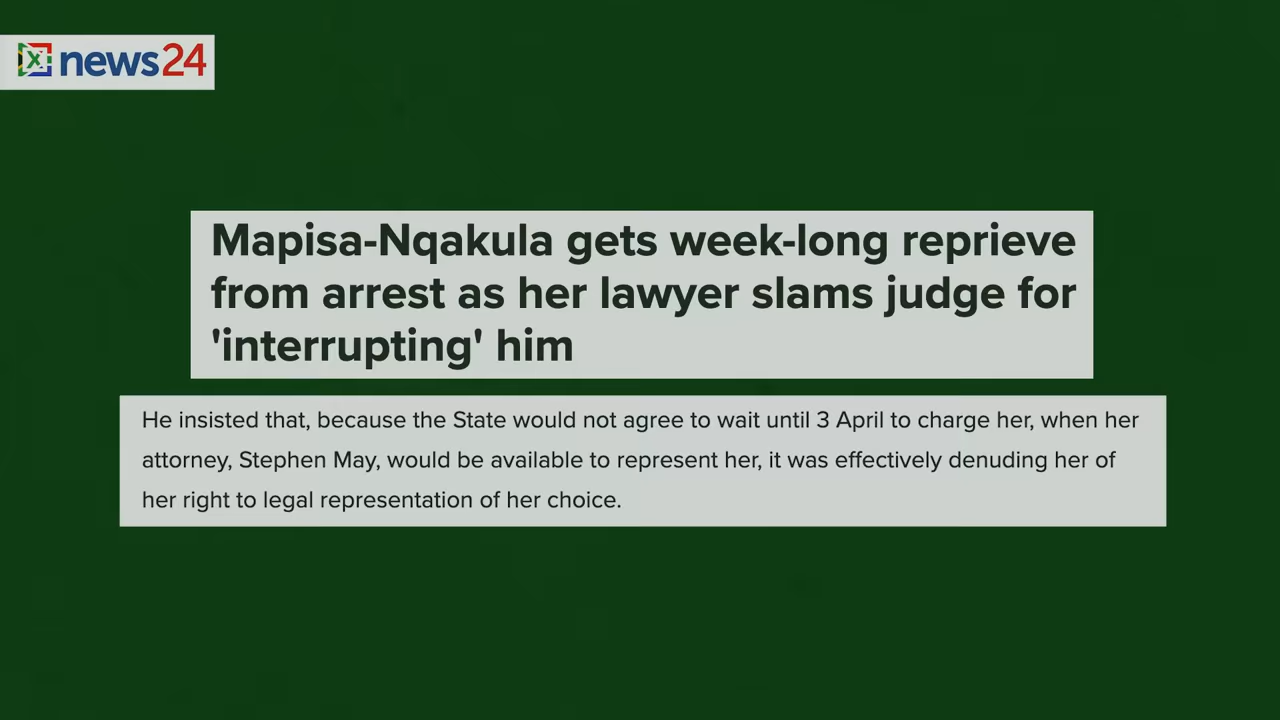 news24
Mapisa-Nqakula gets week-long reprieve
from arrest as her lawyer slams judge for
'interrupting' him
He insisted that, because the State would not agree to wait until 3 April to charge her, when her
attorney, Stephen May, would be available to represent her, it was effectively denuding her of
her right to legal representation of her choice.